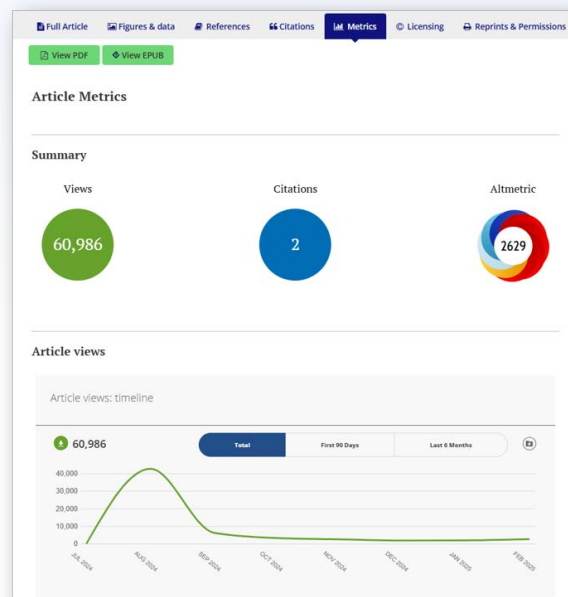 Full Article Figures & data References Citations Metrics Licensing Reprints & Permissions
View PDF View EPUB
Article Metrics
Summary
Views Citations Altmetric
60,986 2 2629
Article views
Article views: timeline
60,986 Total First 90 Days Last 6 Months
40,000
30,000
20,000
10,000
0
JUL 2024 AUG 2024 SEP 2024 OCT 2024 NOV 2024 DEC 2024 JAN 2025 FEB 2025